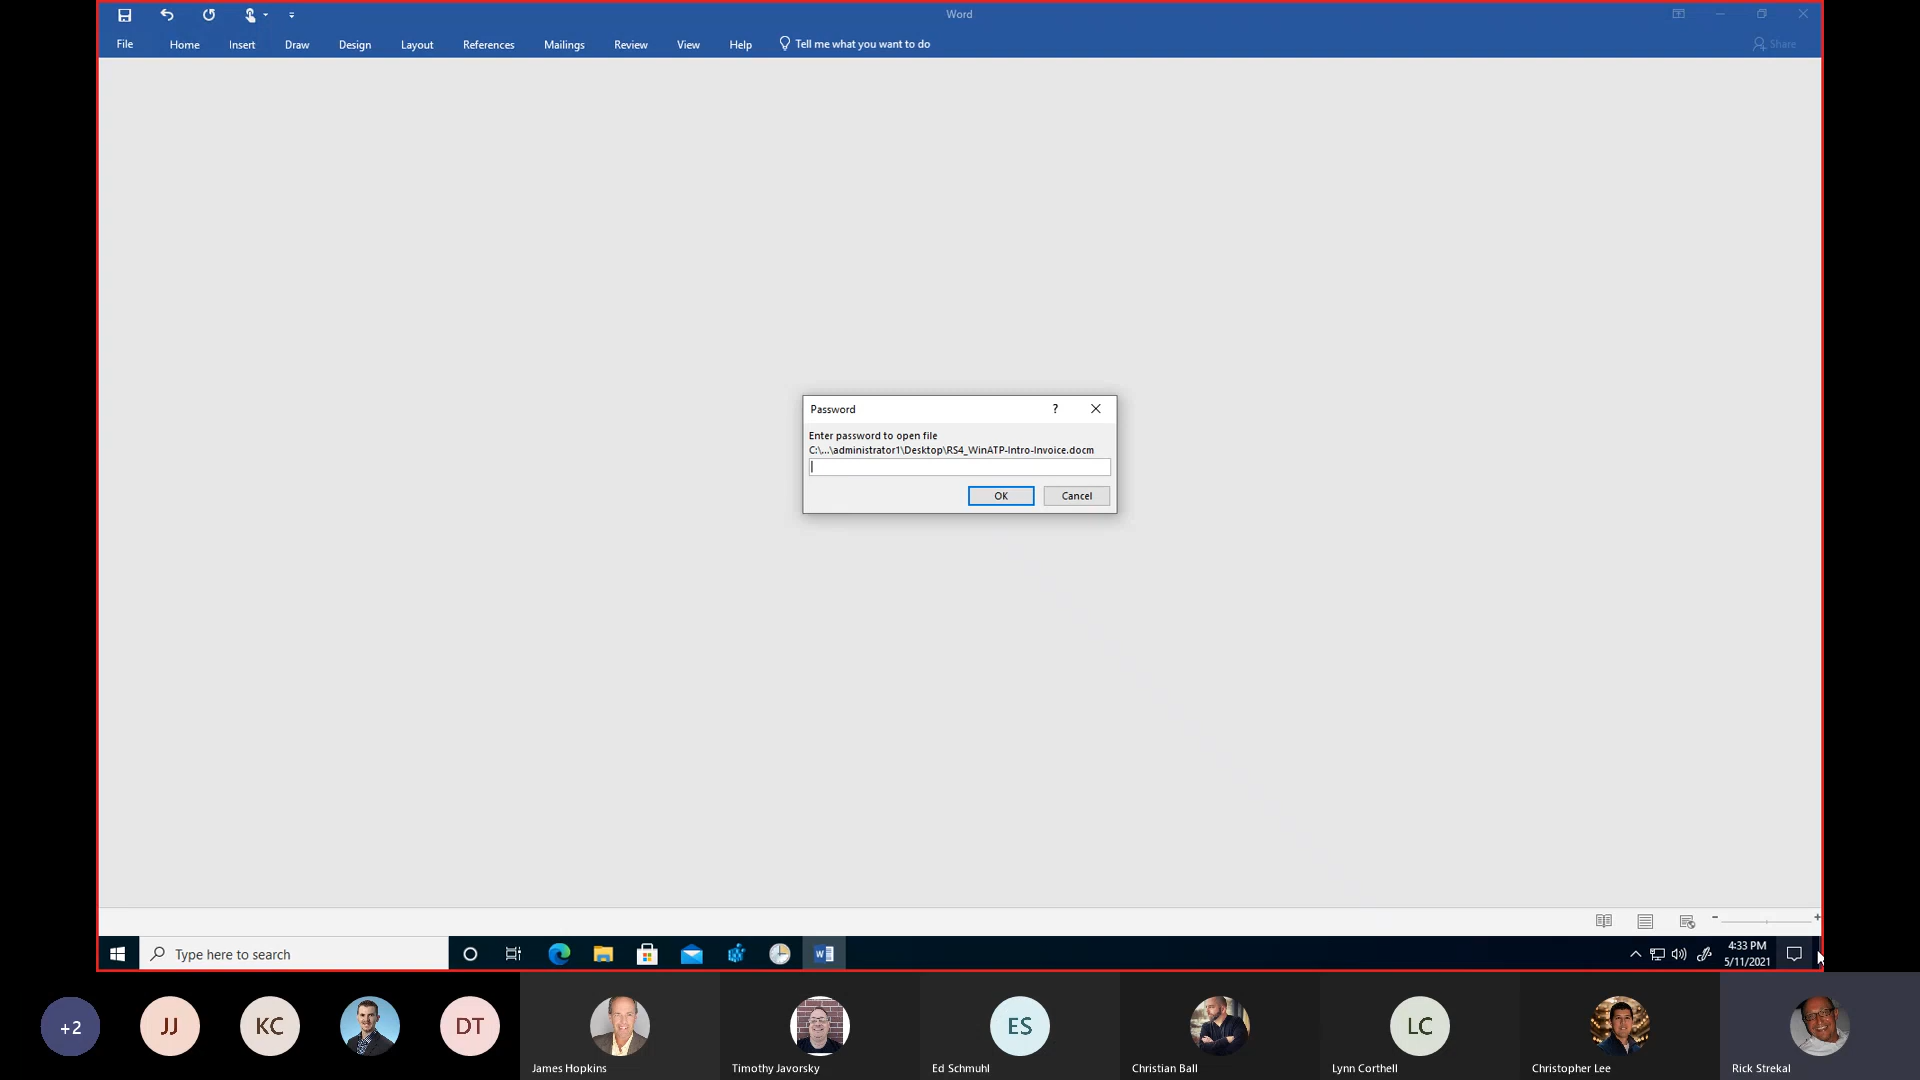 Word
File Home Insert Draw Design Layout References Mailings Review View Help Tell me what you want to do Share
Password ?
Enter password to open file
C:\...\administrator1\Desktop\RS4_WinATP-Intro-Invoice.docm
OK Cancel
Type here to search
4:33 PM
5/11/2021
+2 JJ KC DT ES LC
James Hopkins Timothy Javorsky Ed Schmuhl Christian Ball Lynn Corthell Christopher Lee Rick Strekal